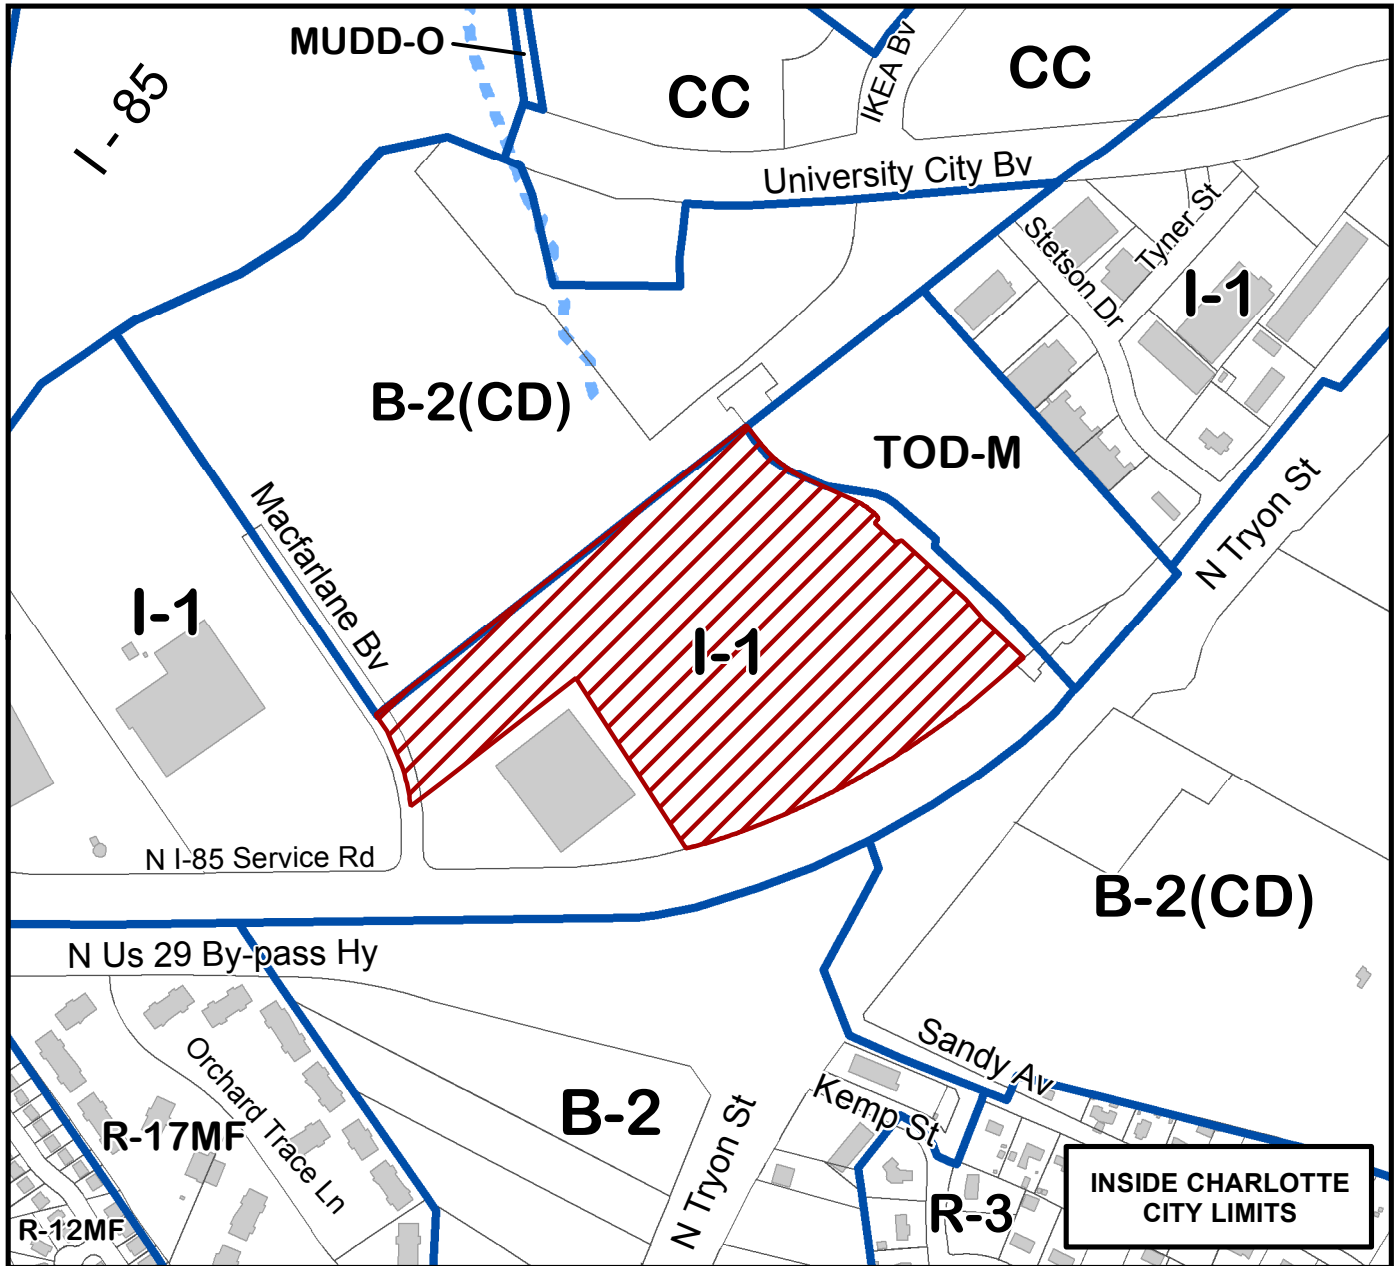 MUDD-O
I - 85
CC
IKEA Bv
CC
University City Bv
Tyner St
Stetson Dr
I-1
B-2(CD)
TOD-M
N Tryon St
Macfarlane Bv
I-1
I-1
N I-85 Service Rd
B-2(CD)
N Us 29 By-pass Hy
Sandy Av
Orchard Trace Ln
B-2
Kemp St
R-17MF
N Tryon St
R-3
R-12MF
INSIDE CHARLOTTE
CITY LIMITS